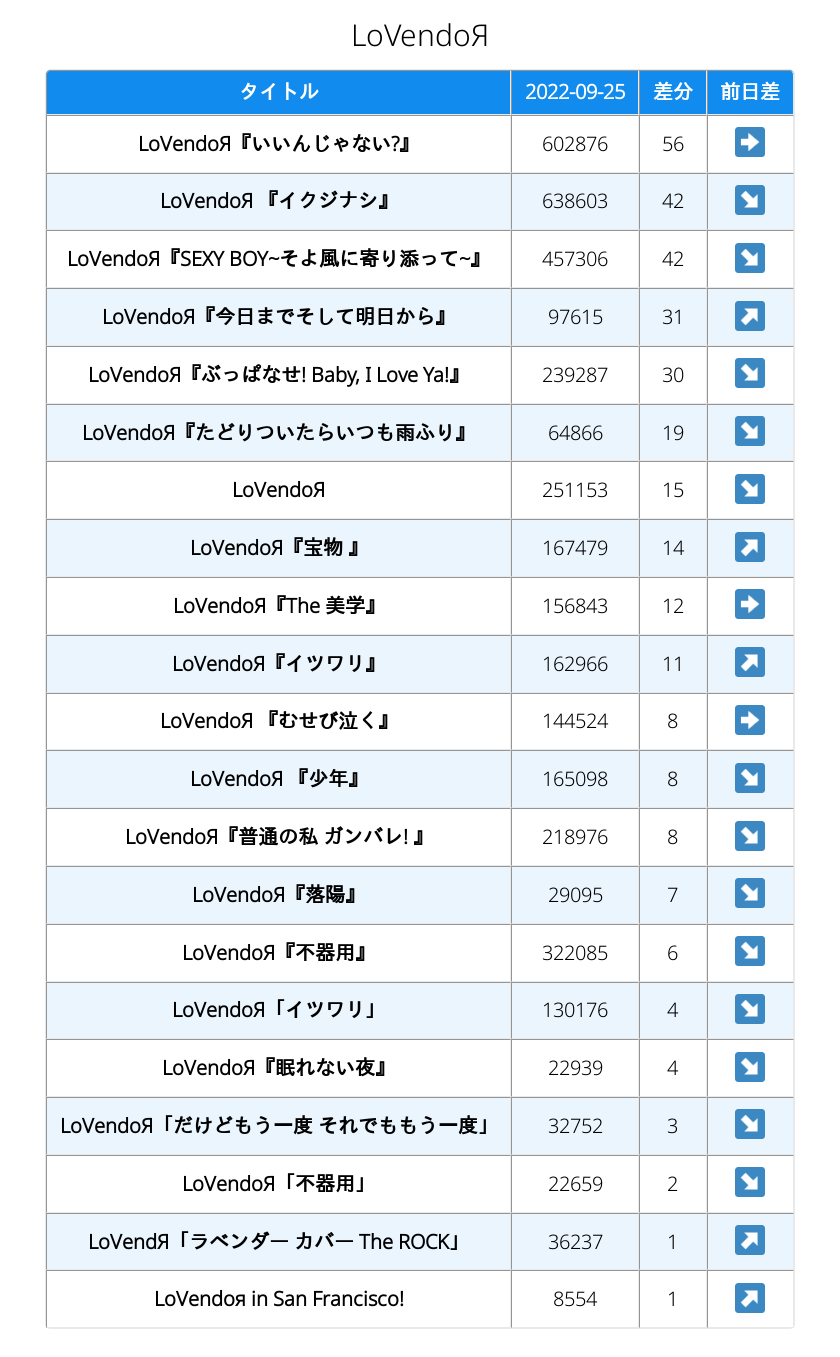 LoVendoЯ
タイトル 2022-09-25 差分 前日差
LoVendoЯ『いいんじゃない?』 602876 56 ➡
LoVendoЯ 『イクジナシ』 638603 42 ↘
LoVendoЯ『SEXY BOY~そよ風に寄り添って~』 457306 42 ↘
LoVendoЯ『今日までそして明日から』 97615 31 ↗
LoVendoЯ『ぶっぱなせ! Baby, I Love Ya!』 239287 30 ↘
LoVendoЯ『たどりついたらいつも雨ふり』 64866 19 ↘
LoVendoЯ 251153 15 ↘
LoVendoЯ『宝物 』 167479 14 ↗
LoVendoЯ『The 美学』 156843 12 ➡
LoVendoЯ『イツワリ』 162966 11 ↗
LoVendoЯ 『むせび泣く』 144524 8 ➡
LoVendoЯ 『少年』 165098 8 ↘
LoVendoЯ『普通の私 ガンバレ! 』 218976 8 ↘
LoVendoЯ『落陽』 29095 7 ↘
LoVendoЯ『不器用』 322085 6 ↘
LoVendoЯ「イツワリ」 130176 4 ↘
LoVendoЯ『眠れない夜』 22939 4 ↘
LoVendoЯ「だけどもう一度 それでももう一度」 32752 3 ↘
LoVendoЯ「不器用」 22659 2 ↘
LoVendЯ「ラベンダー カバー The ROCK」 36237 1 ↗
LoVendoя in San Francisco! 8554 1 ↗